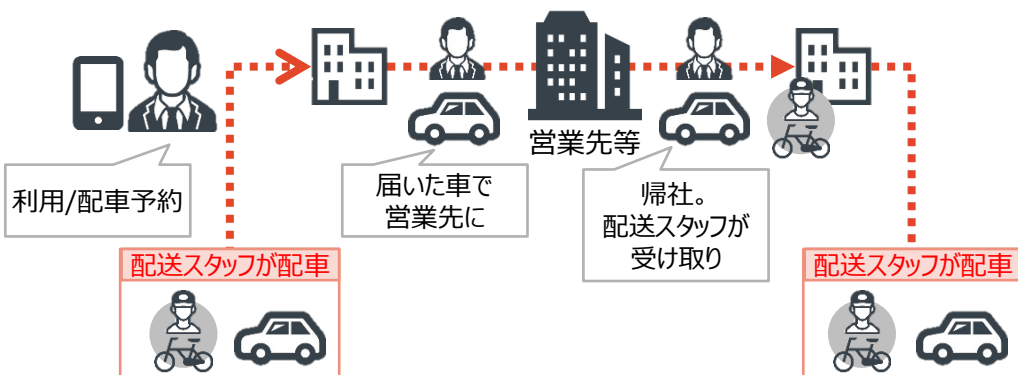 利用/配車予約
配送スタッフが配車
届いた車で
営業先に
営業先等
帰社。
配送スタッフが
受け取り
配送スタッフが配車